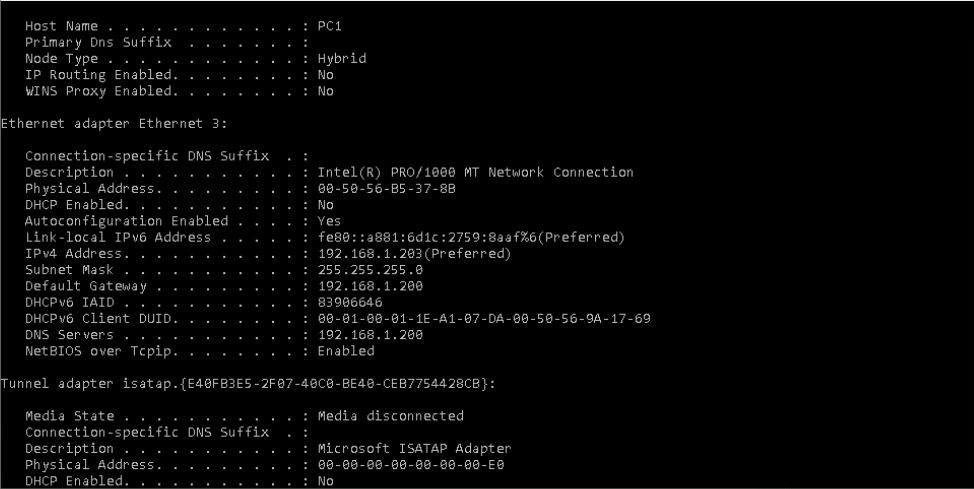 Host Name . . . . . . . . . . . . : PC1
Primary Dns Suffix  . . . . . . . :
Node Type . . . . . . . . . . . . : Hybrid
IP Routing Enabled. . . . . . . . : No
WINS Proxy Enabled. . . . . . . . : No
Ethernet adapter Ethernet 3:
Connection-specific DNS Suffix  . :
Description . . . . . . . . . . . : Intel(R) PRO/1000 MT Network Connection
Physical Address. . . . . . . . . : 00-50-56-B5-37-8B
DHCP Enabled. . . . . . . . . . . : No
Autoconfiguration Enabled . . . . : Yes
Link-local IPv6 Address . . . . . : fe80::a881:6d1c:2759:8aaf%6(Preferred)
IPv4 Address. . . . . . . . . . . : 192.168.1.203(Preferred)
Subnet Mask . . . . . . . . . . . : 255.255.255.0
Default Gateway . . . . . . . . . : 192.168.1.200
DHCPv6 IAID . . . . . . . . . . . : 83906646
DHCPv6 Client DUID. . . . . . . . : 00-01-00-01-1E-A1-07-DA-00-50-56-9A-17-69
DNS Servers . . . . . . . . . . . : 192.168.1.200
NetBIOS over Tcpip. . . . . . . . : Enabled
Tunnel adapter isatap.{E40FB3E5-2F07-40C0-BE40-CEB7754428CB}:
Media State . . . . . . . . . . . : Media disconnected
Connection-specific DNS Suffix  . :
Description . . . . . . . . . . . : Microsoft ISATAP Adapter
Physical Address. . . . . . . . . : 00-00-00-00-00-00-00-E0
DHCP Enabled. . . . . . . . . . . : No